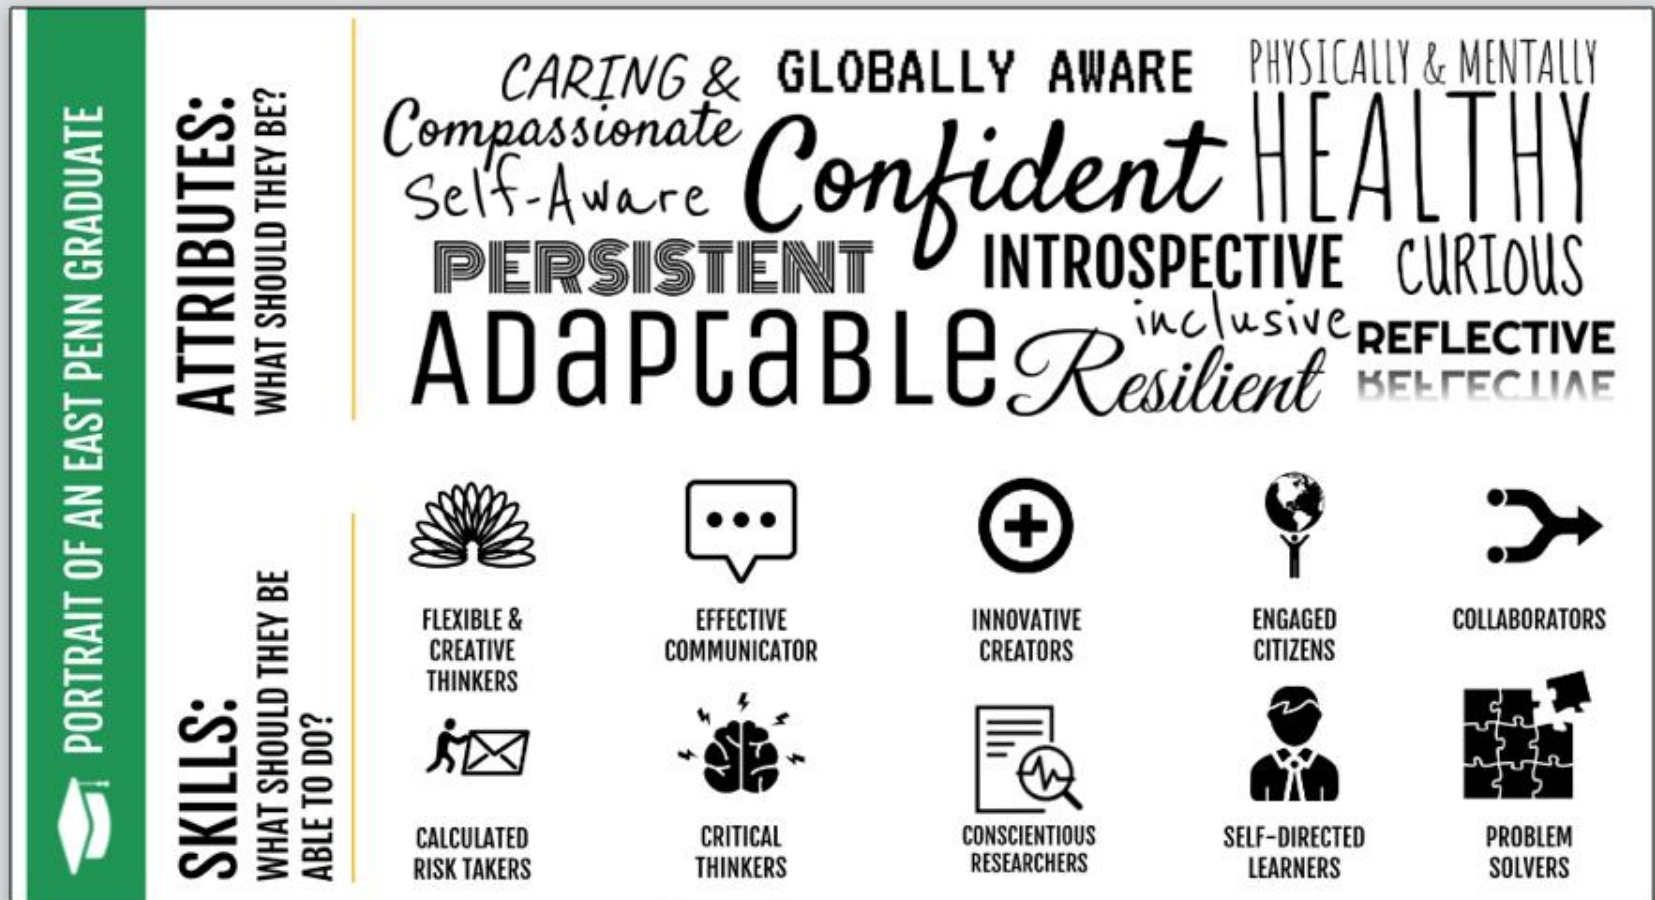 PORTRAIT OF AN EAST PENN GRADUATE
ATTRIBUTES:
WHAT SHOULD THEY BE?
CARING &
Compassionate
GLOBALLY AWARE
PHYSICALLY & MENTALLY
HEALTHY
Self-Aware
Confident
PERSISTENT
INTROSPECTIVE
CURIOUS
ADaPtaBLe
inclusive
Resilient
REFLECTIVE
SKILLS:
WHAT SHOULD THEY BE
ABLE TO DO?
FLEXIBLE &
CREATIVE
THINKERS
EFFECTIVE
COMMUNICATOR
INNOVATIVE
CREATORS
ENGAGED
CITIZENS
COLLABORATORS
CALCULATED
RISK TAKERS
CRITICAL
THINKERS
CONSCIENTIOUS
RESEARCHERS
SELF-DIRECTED
LEARNERS
PROBLEM
SOLVERS